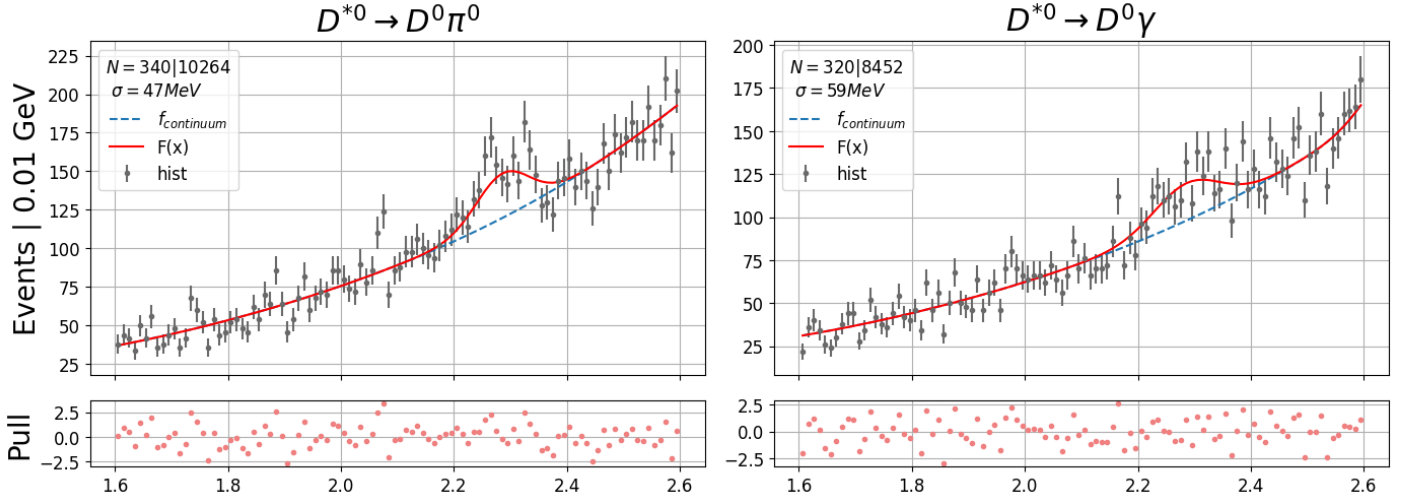 D*⁰ → D⁰π⁰
Events | 0.01 GeV
225
200
175
150
125
100
75
50
25
N = 340|10264
σ = 47MeV
f_continuum
F(x)
hist
Pull
2.5
0.0
−2.5
1.6 1.8 2.0 2.2 2.4 2.6
D*⁰ → D⁰γ
200
175
150
125
100
75
50
25
N = 320|8452
σ = 59MeV
f_continuum
F(x)
hist
2.5
0.0
−2.5
1.6 1.8 2.0 2.2 2.4 2.6